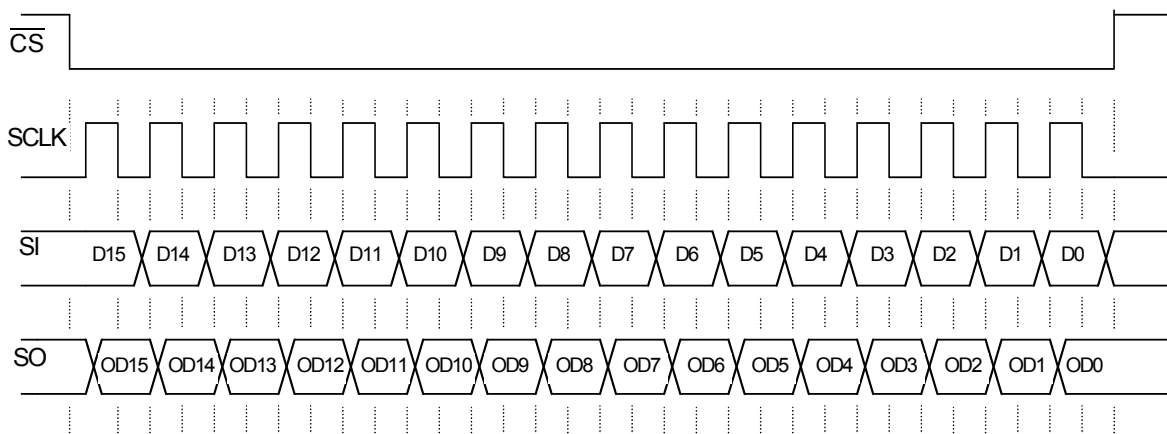 CS
SCLK
SI D15 D14 D13 D12 D11 D10 D9 D8 D7 D6 D5 D4 D3 D2 D1 D0
SO OD15 OD14 OD13 OD12 OD11 OD10 OD9 OD8 OD7 OD6 OD5 OD4 OD3 OD2 OD1 OD0